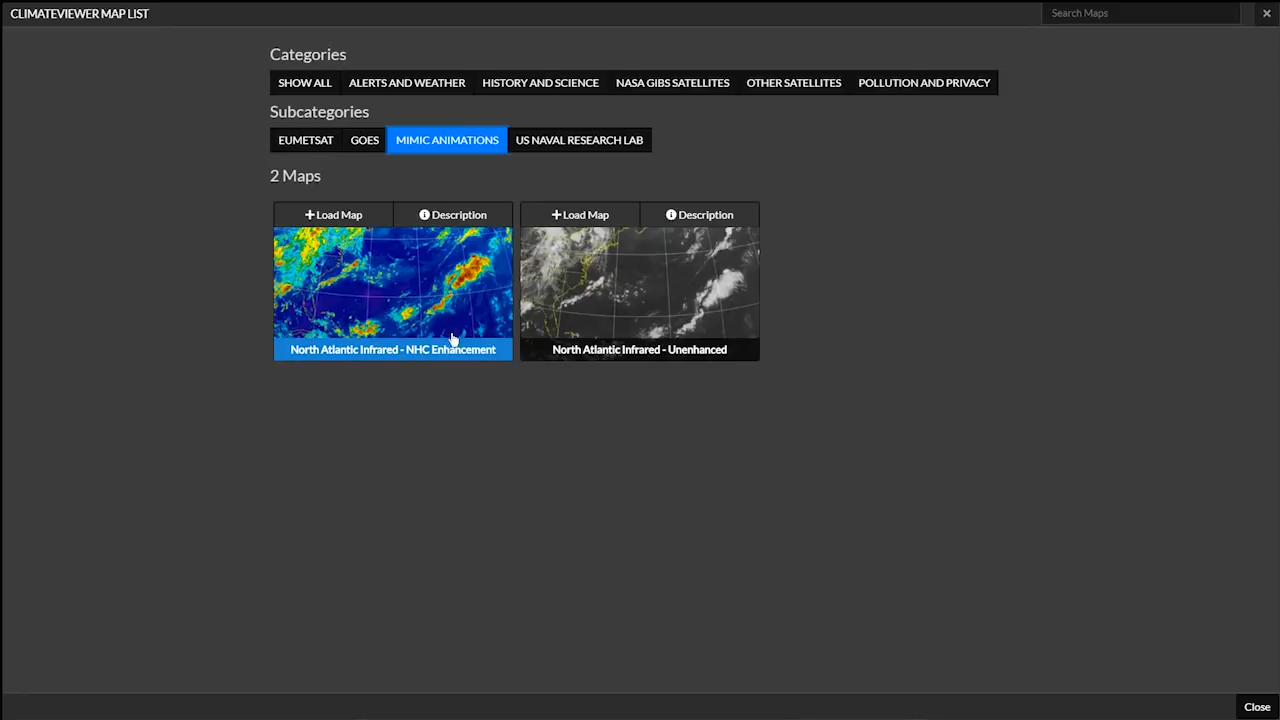 CLIMATEVIEWER MAP LIST
Search Maps
×
Categories
SHOW ALL ALERTS AND WEATHER HISTORY AND SCIENCE NASA GIBS SATELLITES OTHER SATELLITES POLLUTION AND PRIVACY
Subcategories
EUMETSAT GOES MIMIC ANIMATIONS US NAVAL RESEARCH LAB
2 Maps
+Load Map Description +Load Map Description
North Atlantic Infrared - NHC Enhancement North Atlantic Infrared - Unenhanced
Close